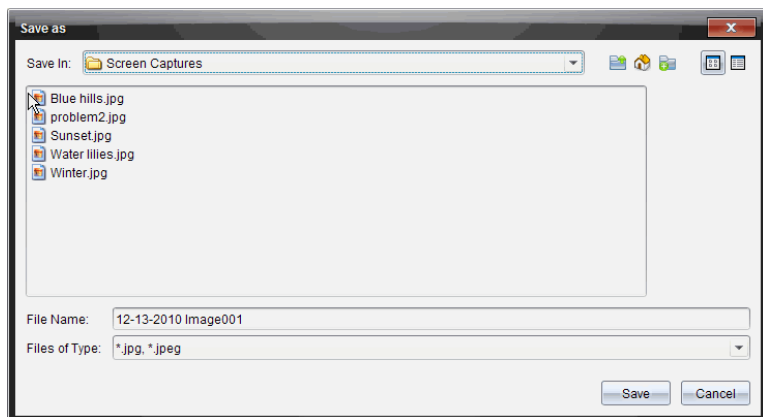 Save as
X
Save In: Screen Captures
Blue hills.jpg
problem2.jpg
Sunset.jpg
Water lilies.jpg
Winter.jpg
File Name: 12-13-2010 Image001
Files of Type: *.jpg, *.jpeg
Save Cancel